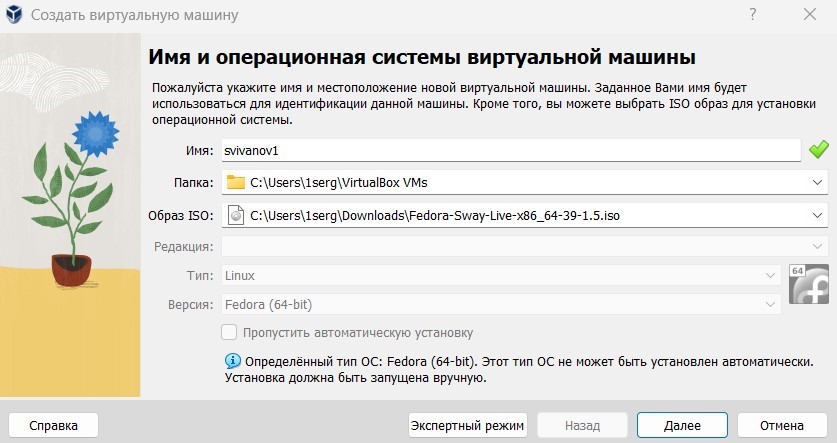 Создать виртуальную машину
?
Имя и операционная системы виртуальной машины
Пожалуйста укажите имя и местоположение новой виртуальной машины. Заданное Вами имя будет
использоваться для идентификации данной машины. Кроме того, вы можете выбрать ISO образ для установки
операционной системы.
Имя: svivanov1
Папка: C:\Users\1serg\VirtualBox VMs
Образ ISO: C:\Users\1serg\Downloads\Fedora-Sway-Live-x86_64-39-1.5.iso
Редакция:
Тип: Linux
64
Версия: Fedora (64-bit)
Пропустить автоматическую установку
Определённый тип ОС: Fedora (64-bit). Этот тип ОС не может быть установлен автоматически.
Установка должна быть запущена вручную.
Справка Экспертный режим Назад Далее Отмена